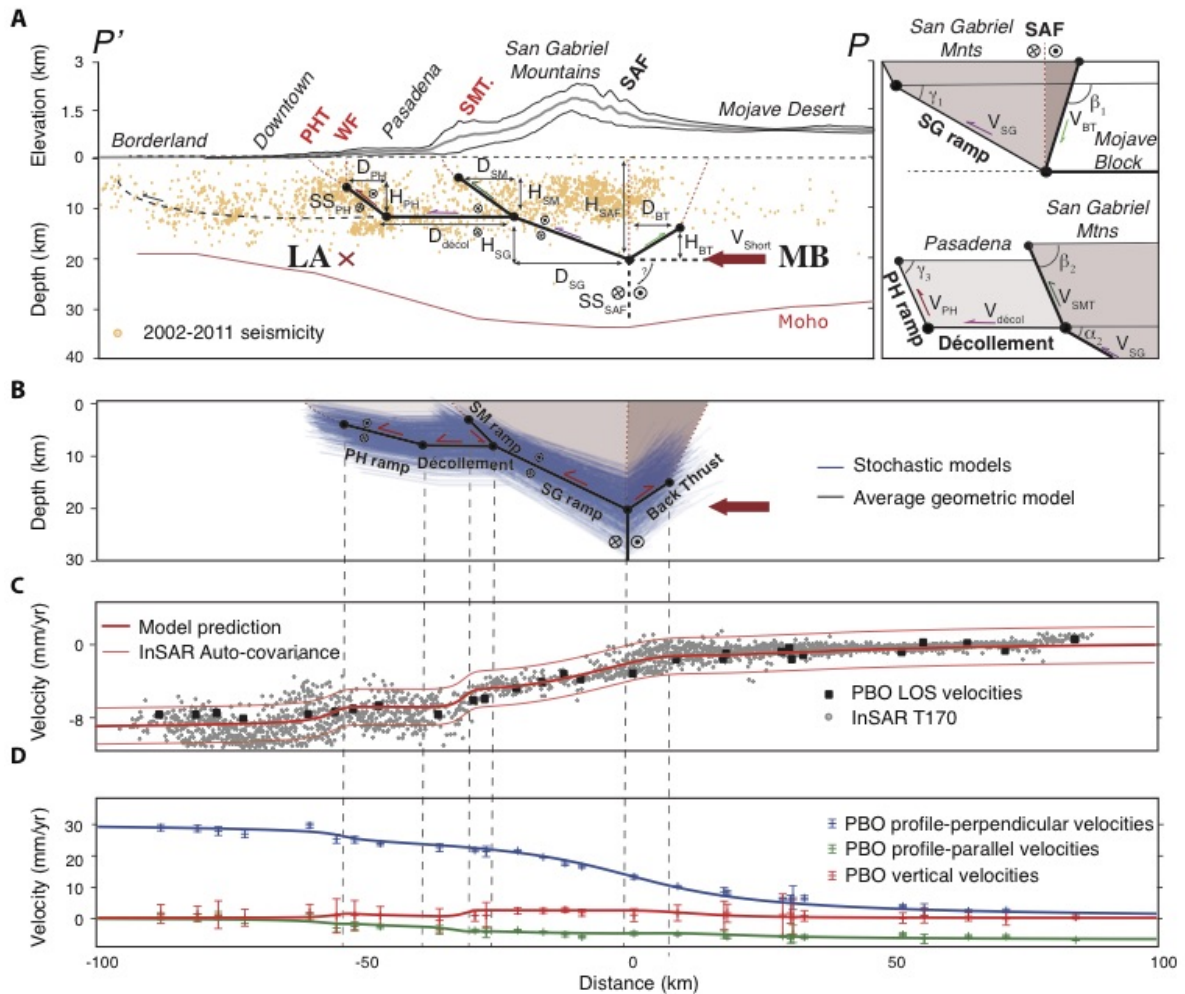 A
P'
Elevation (km)
3
1.5
0
Depth (km)
10
20
30
40
Borderland
Downtown
PHT
WF
Pasadena
SMT.
San Gabriel
Mountains
SAF
Mojave Desert
D_PH
H_PH
SS_PH
D_SM
H_SM
H_SAF
D_BT
H_BT
D_décol
H_SG
D_SG
V_Short
SS_SAF
LA
MB
Moho
2002-2011 seismicity
P
San Gabriel
Mnts
SAF
γ1
β1
V_SG
V_BT
SG ramp
Mojave
Block
San Gabriel
Mtns
Pasadena
γ3
β2
V_PH
V_SMT
V_décol
α2
V_SG
PH ramp
Décollement
B
Depth (km)
0
10
20
30
SM ramp
PH ramp
Décollement
SG ramp
Back Thrust
Stochastic models
Average geometric model
C
Velocity (mm/yr)
0
-8
Model prediction
InSAR Auto-covariance
PBO LOS velocities
InSAR T170
D
Velocity (mm/yr)
30
20
10
0
PBO profile-perpendicular velocities
PBO profile-parallel velocities
PBO vertical velocities
-100
-50
0
50
100
Distance (km)